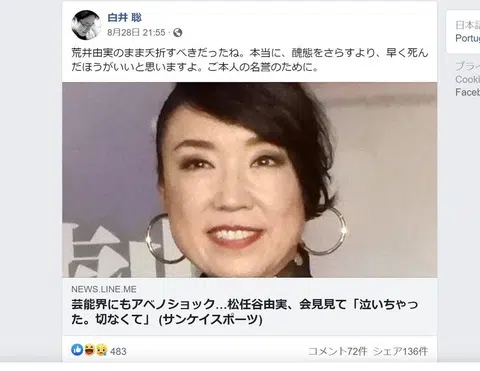 白井 聡
8月28日 21:55
荒井由実のまま夭折すべきだったね。本当に、醜態をさらすより、早く死ん
だほうがいいと思いますよ。ご本人の名誉のために。
NEWS.LINE.ME
芸能界にもアベノショック…松任谷由実、会見見て「泣いちゃっ
た。切なくて」 (サンケイスポーツ)
483
コメント72件 シェア136件
日本語
Portug
プライ
Cookie
Faceb